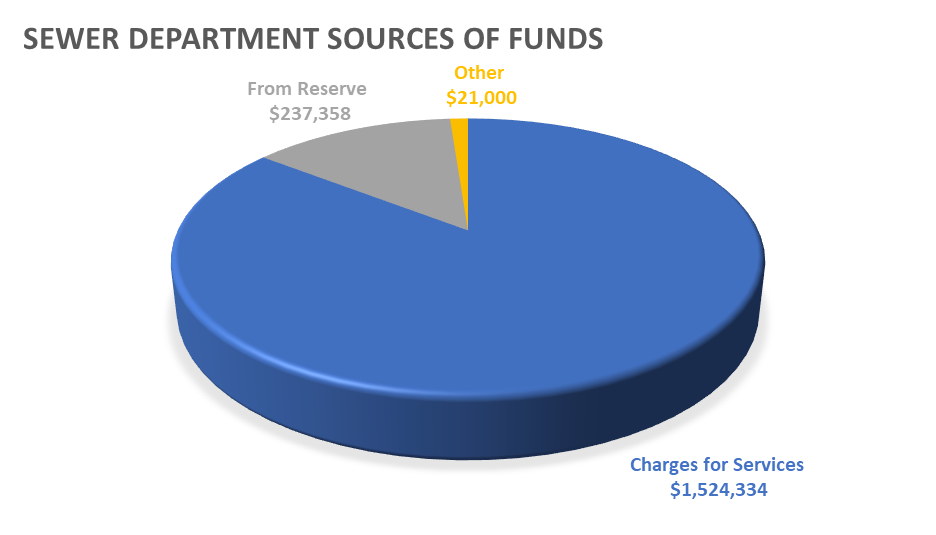 SEWER DEPARTMENT SOURCES OF FUNDS
Other
$21,000
From Reserve
$237,358
Charges for Services
$1,524,334